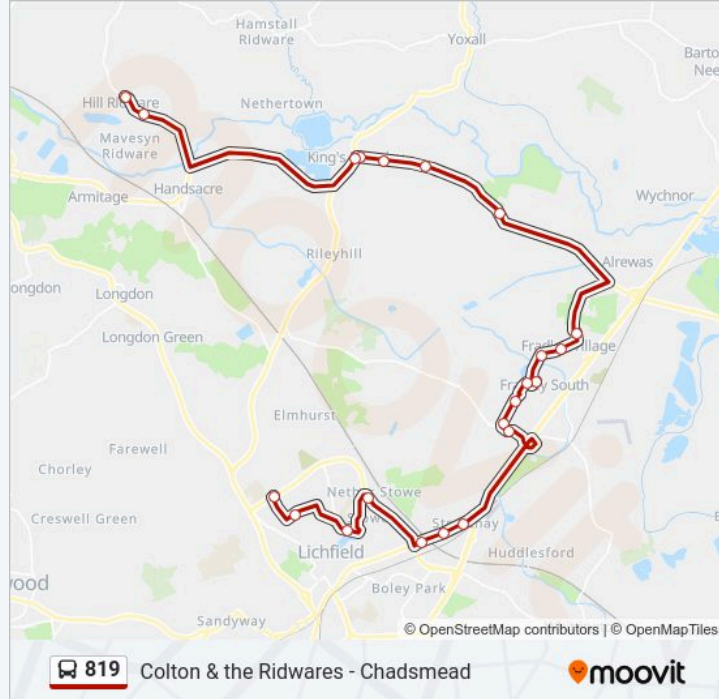 Hamstall
Ridware
Yoxall
Barto
Nee
Hill Ridware
Nethertown
Mavesyn
Ridware
King's
Handsacre
Armitage
Wychnor
Rileyhill
Alrewas
ongdon
Longdon
Longdon Green
Fradley Village
Fradley South
Elmhurst
Farewell
Chorley
Nether Stowe
Stowe
Creswell Green
Streethay
Lichfield
Huddlesford
wood
Boley Park
Sandyway
© OpenStreetMap contributors | © OpenMapTiles
819 Colton & the Ridwares - Chadsmead
moovit